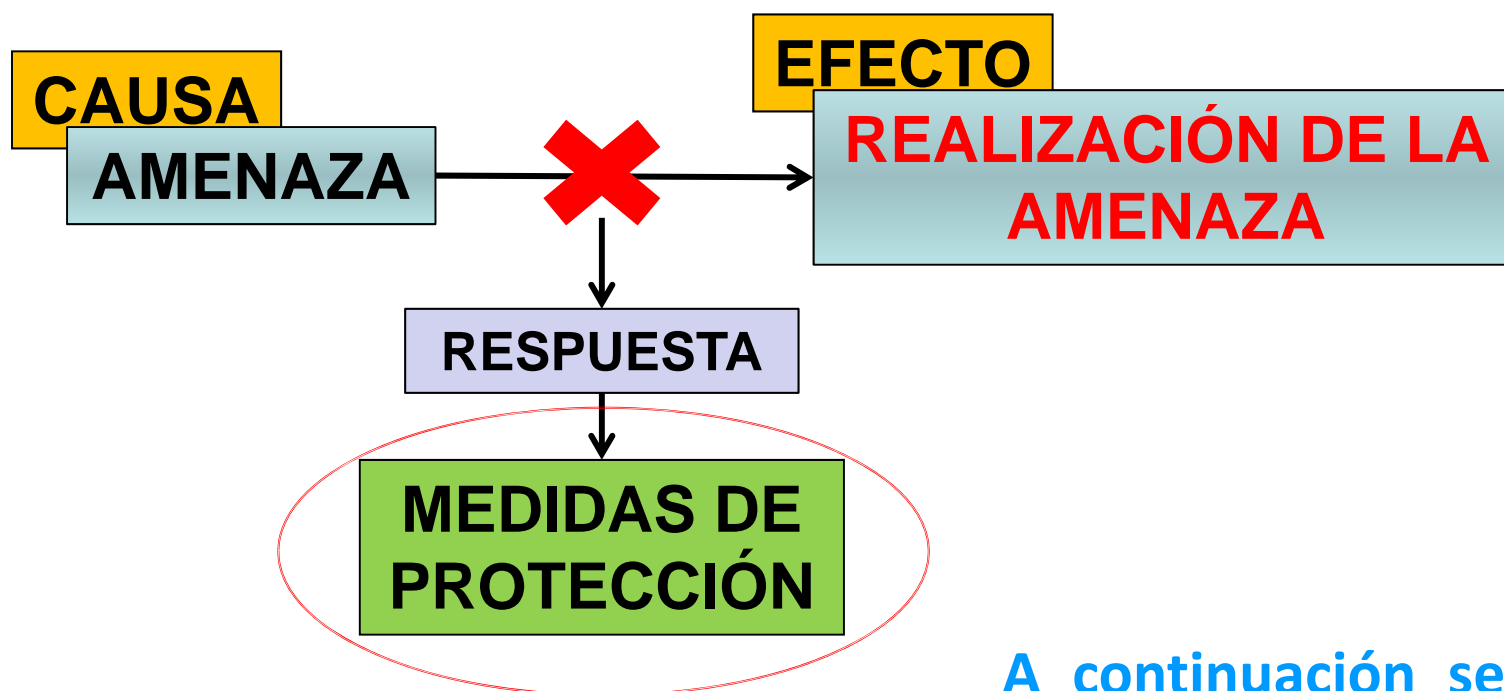 CAUSA
AMENAZA
EFECTO
REALIZACIÓN DE LA
AMENAZA
RESPUESTA
MEDIDAS DE
PROTECCIÓN
A continuación se